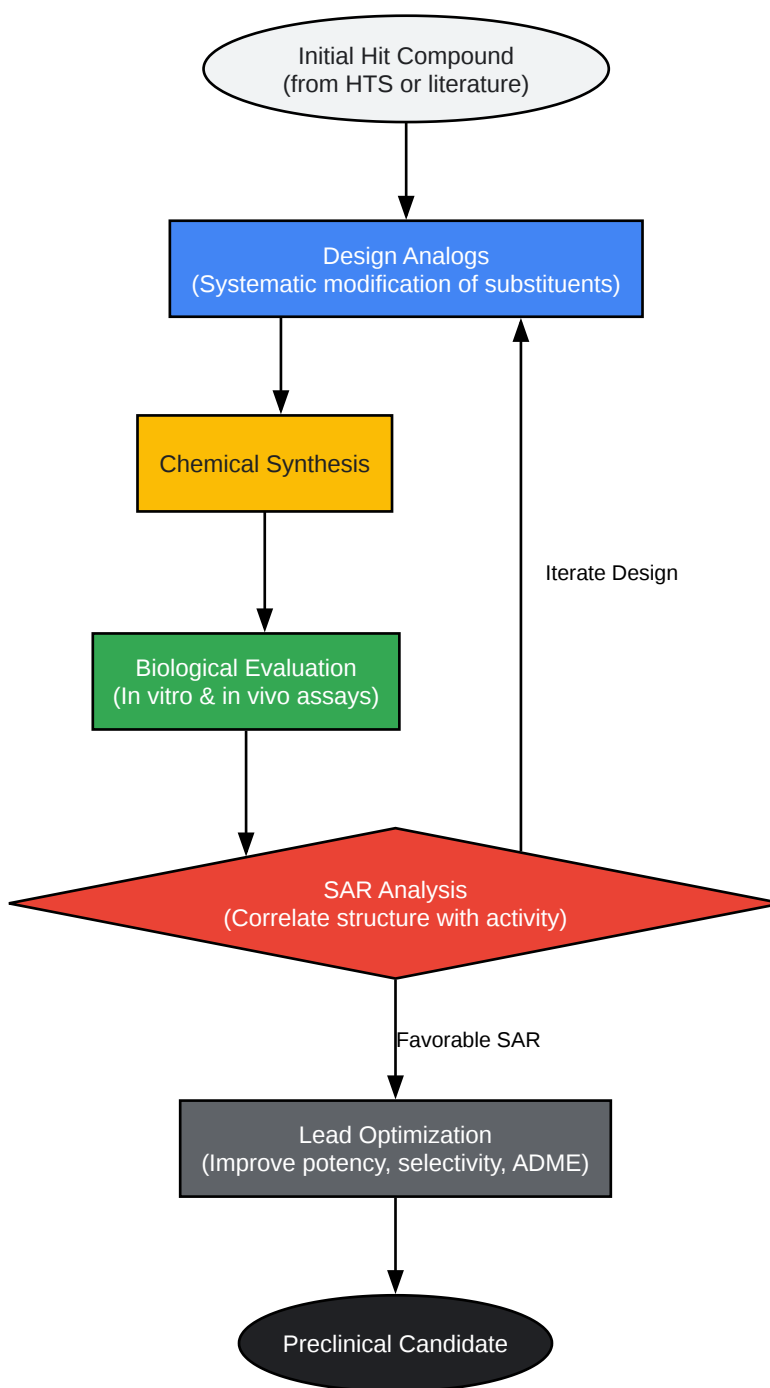 Initial Hit Compound
(from HTS or literature)
Design Analogs
(Systematic modification of substituents)
Chemical Synthesis
Iterate Design
Biological Evaluation
(In vitro & in vivo assays)
SAR Analysis
(Correlate structure with activity)
Favorable SAR
Lead Optimization
(Improve potency, selectivity, ADME)
Preclinical Candidate